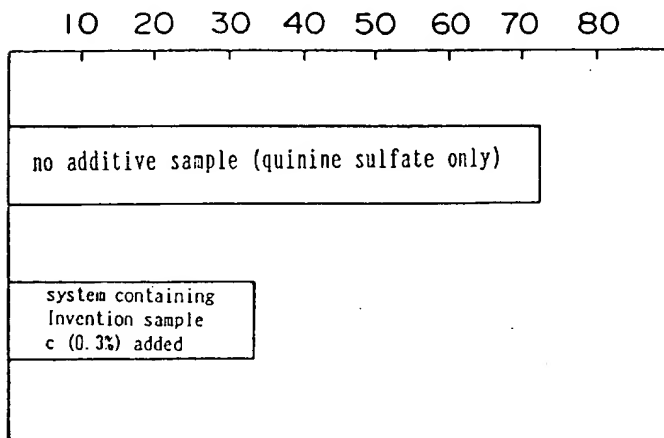 10 20 30 40 50 60 70 80
no additive sample (quinine sulfate only)
system containing
Invention sample
c (0.3%) added